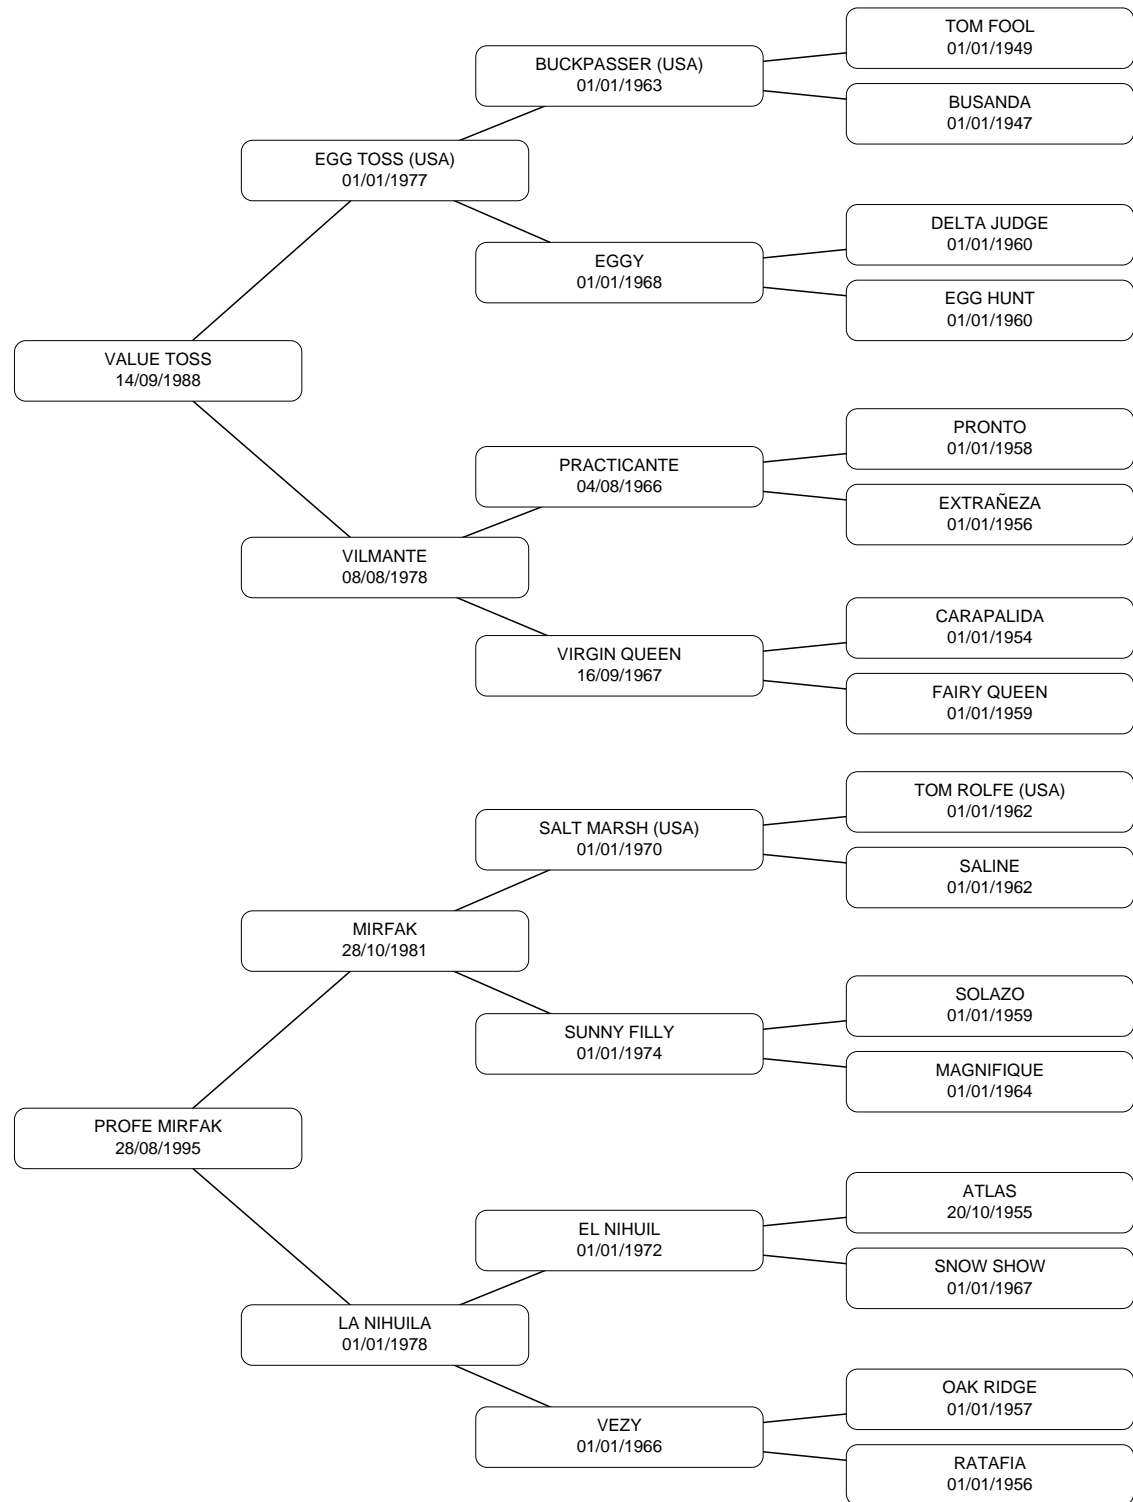 TOM FOOL
01/01/1949
BUCKPASSER (USA)
01/01/1963
BUSANDA
01/01/1947
EGG TOSS (USA)
01/01/1977
DELTA JUDGE
01/01/1960
EGGY
01/01/1968
EGG HUNT
01/01/1960
VALUE TOSS
14/09/1988
PRONTO
01/01/1958
PRACTICANTE
04/08/1966
EXTRAÑEZA
01/01/1956
VILMANTE
08/08/1978
CARAPALIDA
01/01/1954
VIRGIN QUEEN
16/09/1967
FAIRY QUEEN
01/01/1959
TOM ROLFE (USA)
01/01/1962
SALT MARSH (USA)
01/01/1970
SALINE
01/01/1962
MIRFAK
28/10/1981
SOLAZO
01/01/1959
SUNNY FILLY
01/01/1974
MAGNIFIQUE
01/01/1964
PROFE MIRFAK
28/08/1995
ATLAS
20/10/1955
EL NIHUIL
01/01/1972
SNOW SHOW
01/01/1967
LA NIHUILA
01/01/1978
OAK RIDGE
01/01/1957
VEZY
01/01/1966
RATAFIA
01/01/1956